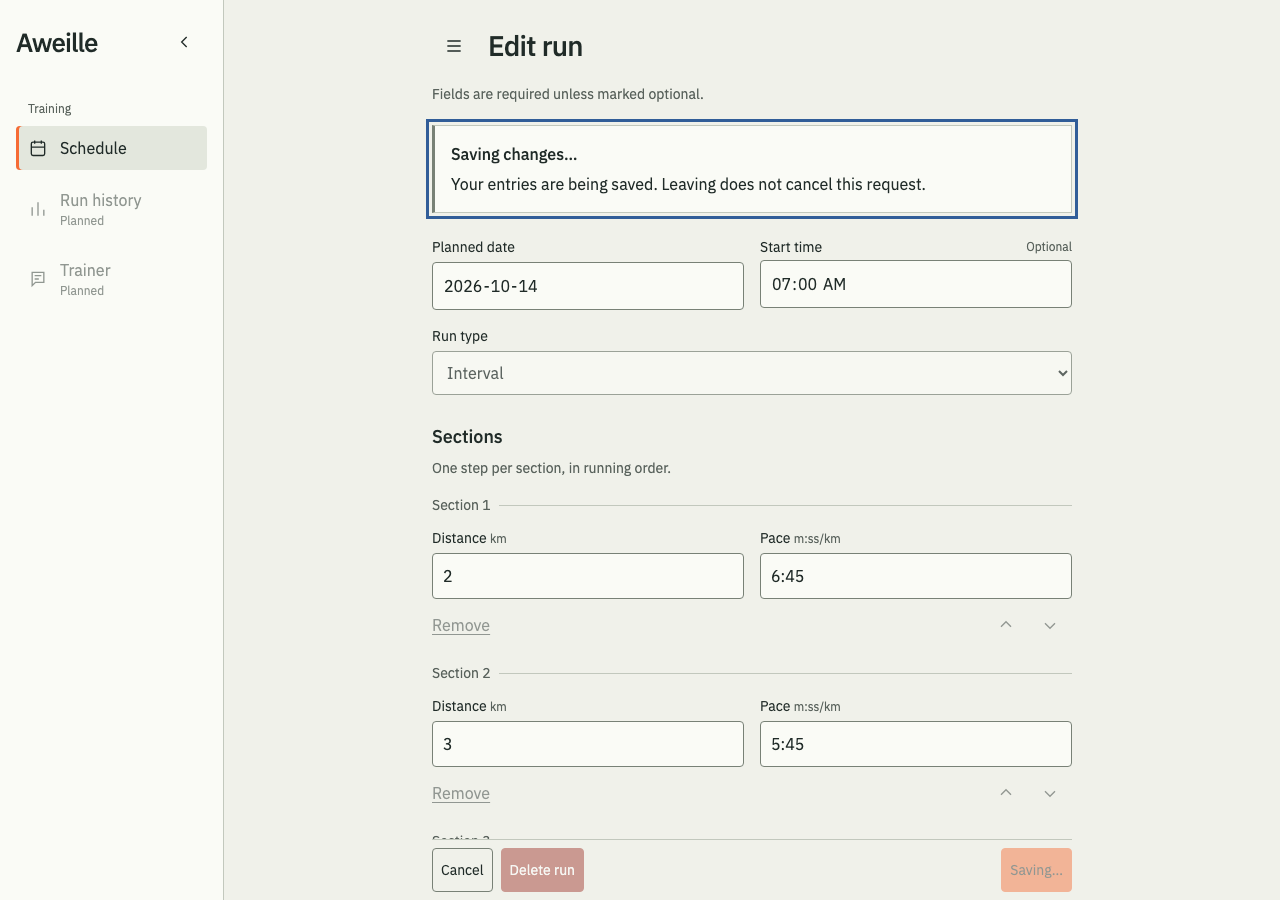 Aweille
Training
Schedule
Run history
Planned
Trainer
Planned
Edit run
Fields are required unless marked optional.
Saving changes…
Your entries are being saved. Leaving does not cancel this request.
Planned date
Start time Optional
2026-10-14
07:00 AM
Run type
Interval
Sections
One step per section, in running order.
Section 1
Distance km
Pace m:ss/km
2
6:45
Remove
Section 2
Distance km
Pace m:ss/km
3
5:45
Remove
Section 3
Cancel
Delete run
Saving…